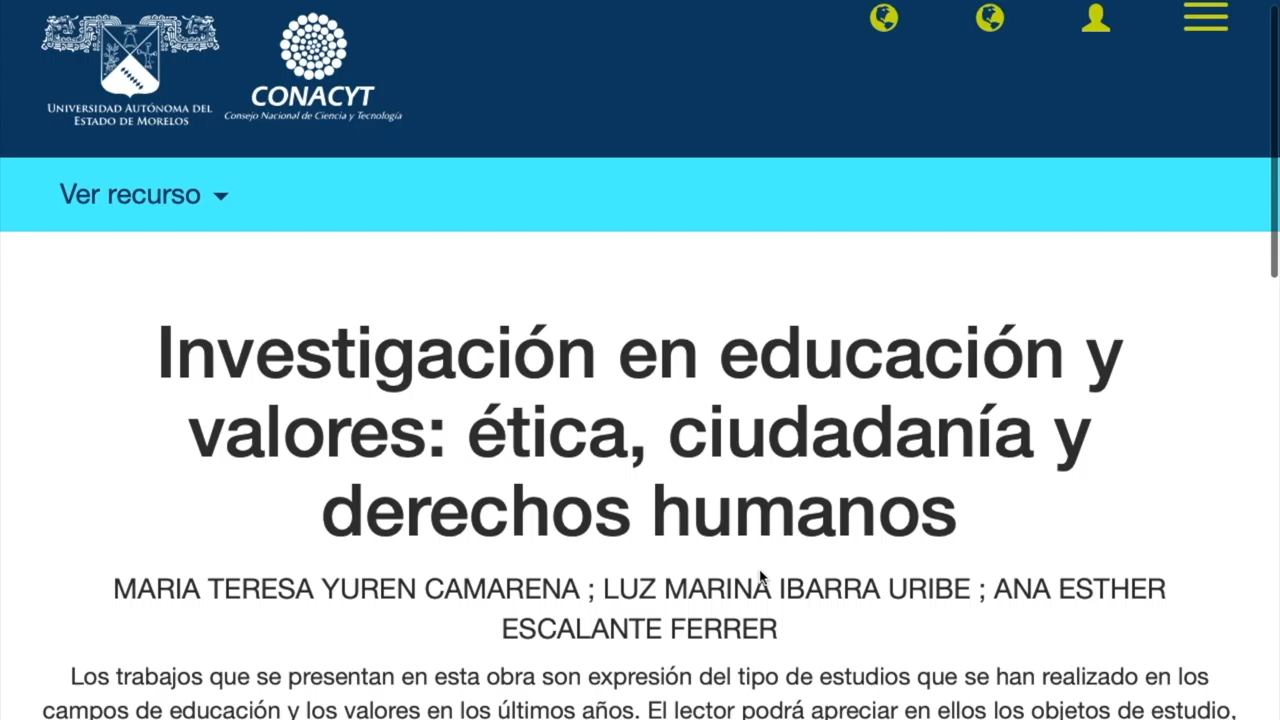 UNIVERSIDAD AUTÓNOMA DEL
ESTADO DE MORELOS
CONACYT
Consejo Nacional de Ciencia y Tecnología
Ver recurso
Investigación en educación y
valores: ética, ciudadanía y
derechos humanos
MARIA TERESA YUREN CAMARENA ; LUZ MARINA IBARRA URIBE ; ANA ESTHER
ESCALANTE FERRER
Los trabajos que se presentan en esta obra son expresión del tipo de estudios que se han realizado en los
campos de educación y los valores en los últimos años. El lector podrá apreciar en ellos los objetos de estudio,